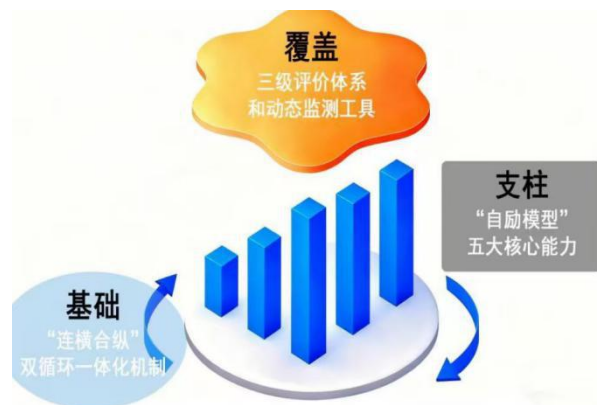 覆盖
三级评价体系
和动态监测工具
支柱
“自励模型”
五大核心能力
基础
“连横合纵”
双循环一体化机制